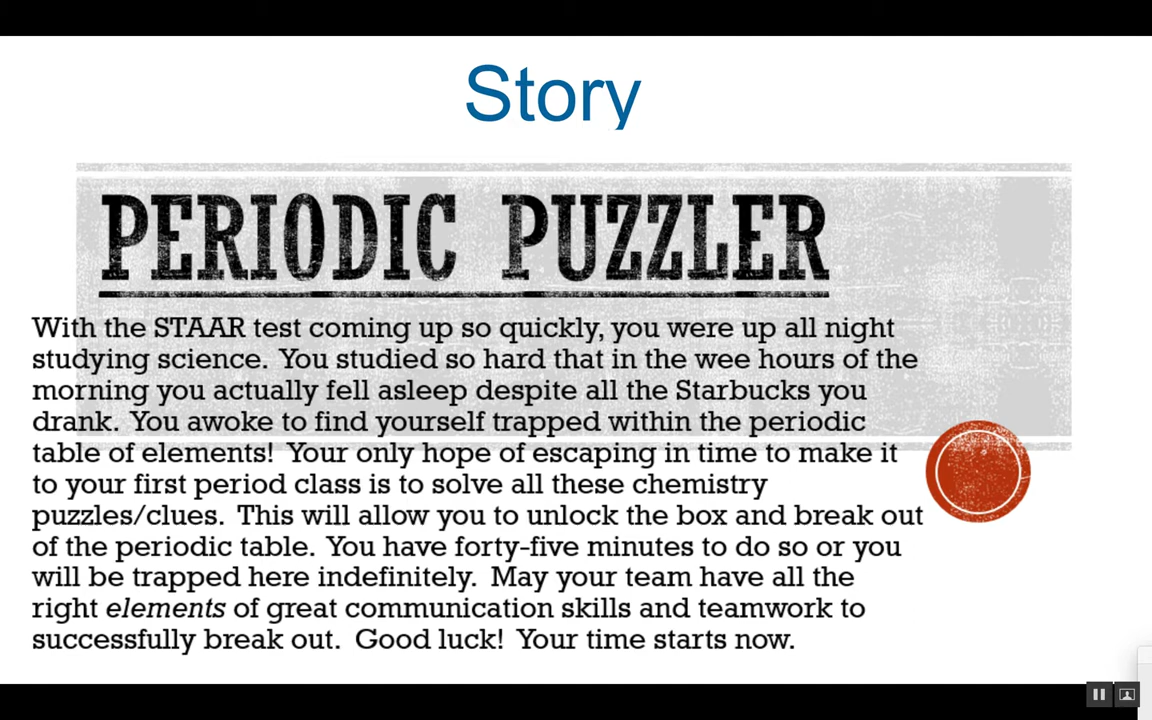 Story
PERIODIC PUZZLER
With the STAAR test coming up so quickly, you were up all night
studying science. You studied so hard that in the wee hours of the
morning you actually fell asleep despite all the Starbucks you
drank. You awoke to find yourself trapped within the periodic
table of elements! Your only hope of escaping in time to make it
to your first period class is to solve all these chemistry
puzzles/clues. This will allow you to unlock the box and break out
of the periodic table. You have forty-five minutes to do so or you
will be trapped here indefinitely. May your team have all the
right elements of great communication skills and teamwork to
successfully break out. Good luck! Your time starts now.